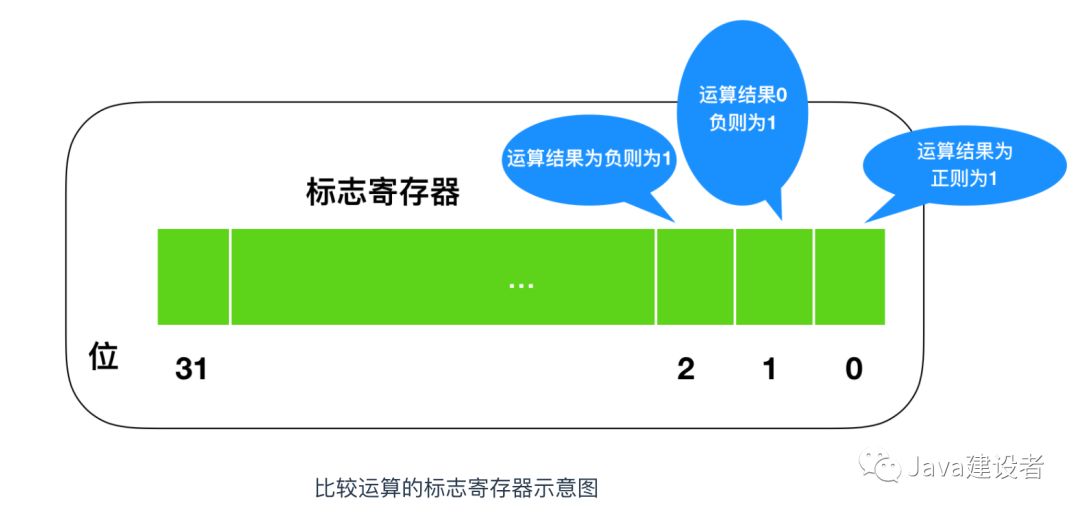 运算结果0
负则为1
运算结果为负则为1
运算结果为
正则为1
标志寄存器
...
位
31
2
1
0
Java建设者
比较运算的标志寄存器示意图